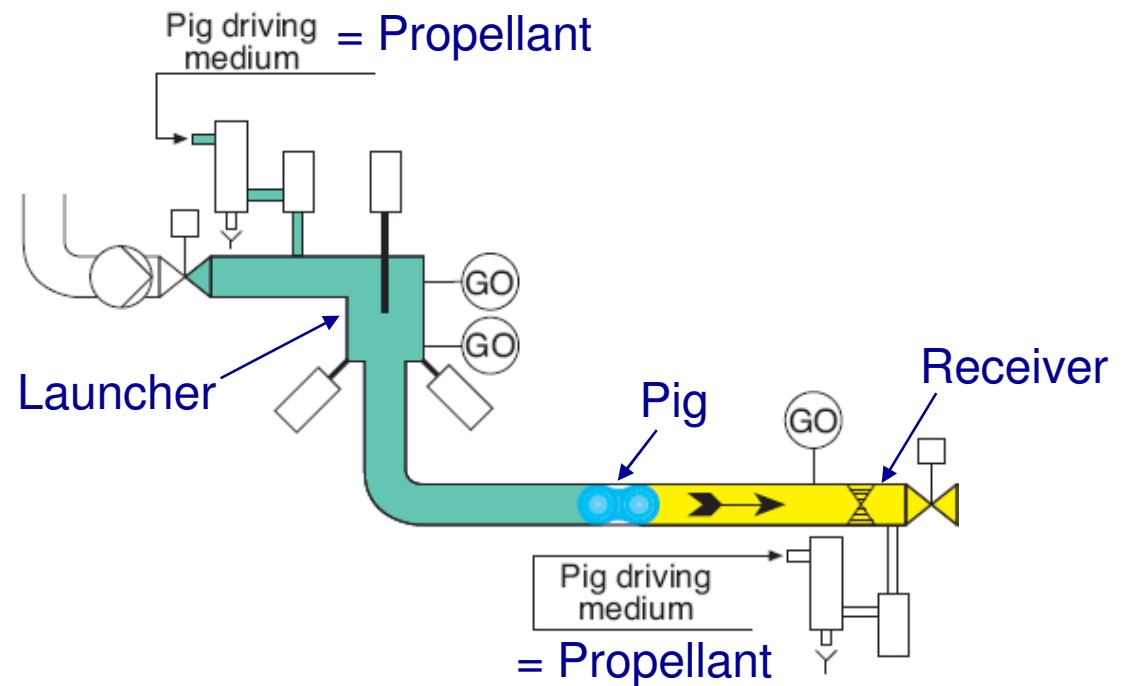 Pig driving = Propellant
medium
GO
GO
Launcher
Receiver
Pig
GO
Pig driving
medium
= Propellant